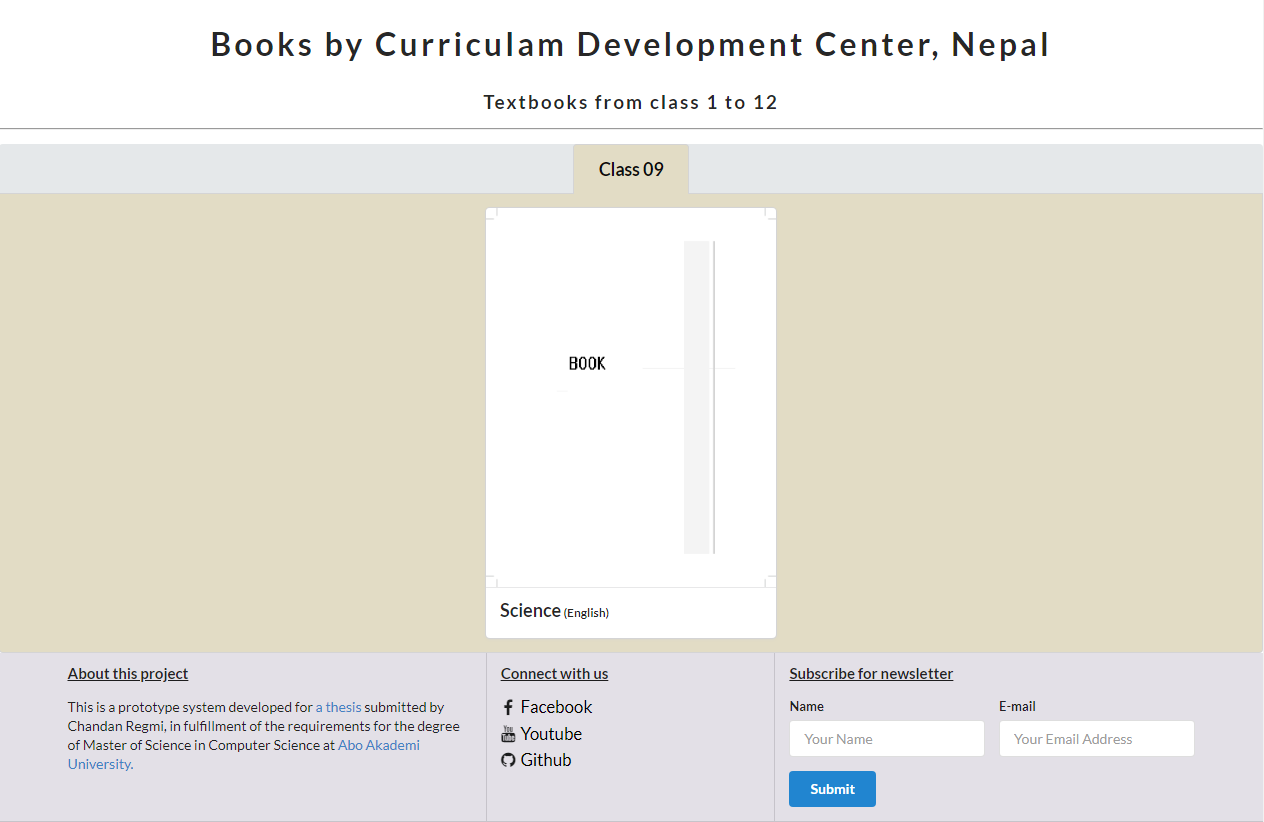 Books by Curriculam Development Center, Nepal
Textbooks from class 1 to 12
Class 09
BOOK
Science (English)
About this project
This is a prototype system developed for a thesis submitted by
Chandan Regmi, in fulfillment of the requirements for the degree
of Master of Science in Computer Science at Abo Akademi
University.
Connect with us
Facebook
You Tube Youtube
Github
Subscribe for newsletter
Name E-mail
Your Name Your Email Address
Submit